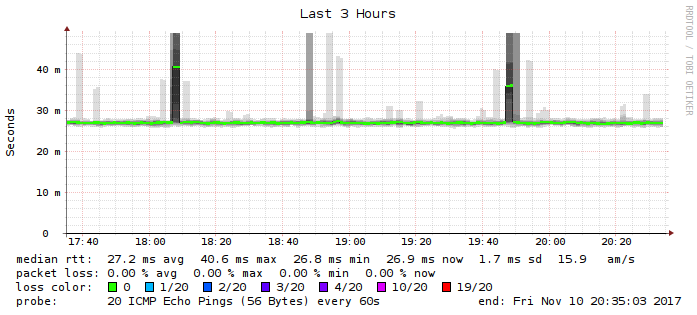 Last 3 Hours
RRDTOOL / TOBI OETIKER
Seconds
40 m
30 m
20 m
10 m
0
17:40 18:00 18:20 18:40 19:00 19:20 19:40 20:00 20:20
median rtt: 27.2 ms avg 40.6 ms max 26.8 ms min 26.9 ms now 1.7 ms sd 15.9 am/s
packet loss: 0.00 % avg 0.00 % max 0.00 % min 0.00 % now
loss color: 0 1/20 2/20 3/20 4/20 10/20 19/20
probe: 20 ICMP Echo Pings (56 Bytes) every 60s end: Fri Nov 10 20:35:03 2017